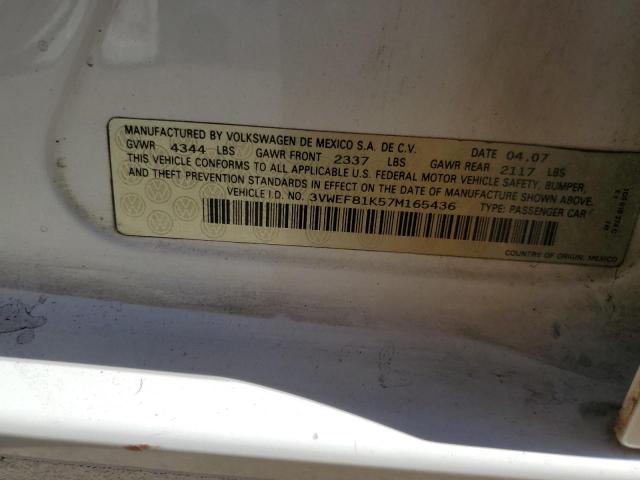 MANUFACTURED BY VOLKSWAGEN DE MEXICO S.A. DE C.V. DATE 04.07
GVWR 4344 LBS GAWR FRONT 2337 LBS GAWR REAR 2117 LBS
THIS VEHICLE CONFORMS TO ALL APPLICABLE U.S. FEDERAL MOTOR VEHICLE SAFETY, BUMPER,
AND THEFT PREVENTION STANDARDS IN EFFECT ON THE DATE OF MANUFACTURE SHOWN ABOVE.
VEHICLE I.D. NO. 3VWEF81K57M165436 TYPE: PASSENGER CAR
COUNTRY OF ORIGIN: MEXICO